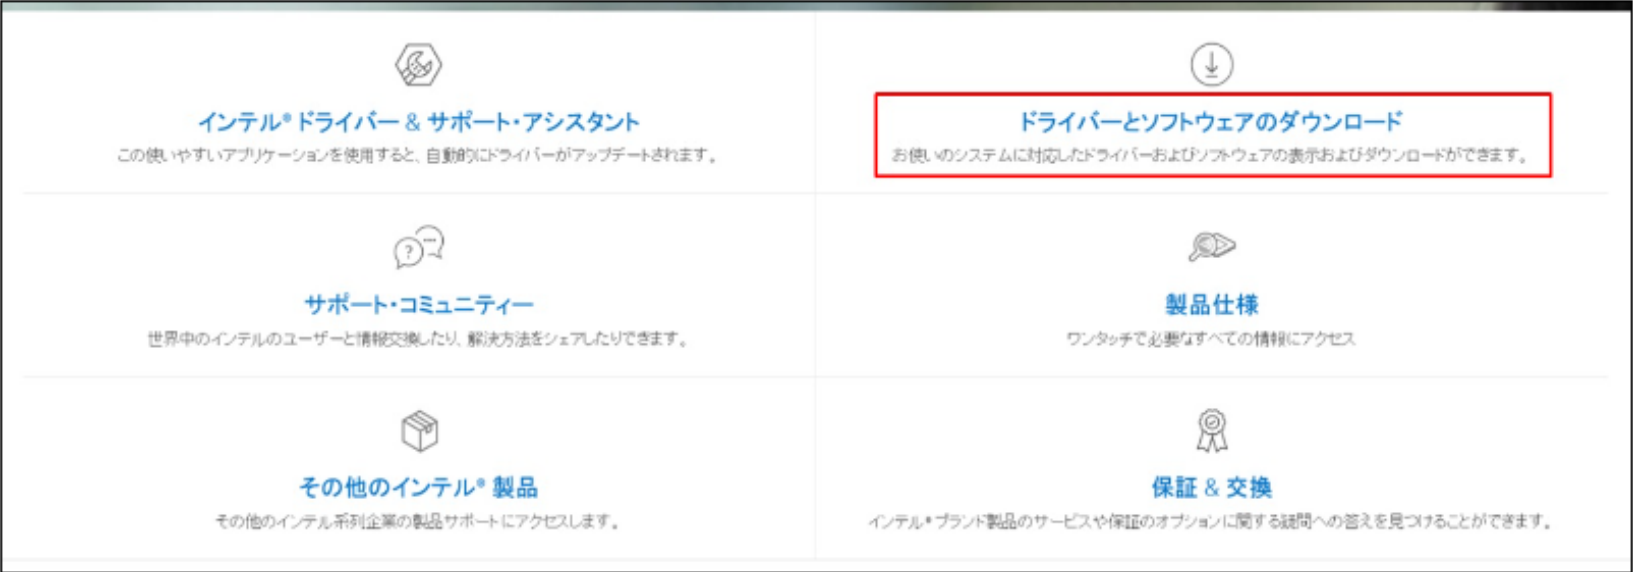 インテル® ドライバー & サポート・アシスタント
この使いやすいアプリケーションを使用すると、自動的にドライバーがアップデートされます。
ドライバーとソフトウェアのダウンロード
お使いのシステムに対応したドライバーおよびソフトウェアの表示およびダウンロードができます。
サポート・コミュニティー
世界中のインテルのユーザーと情報交換したり、解決方法をシェアしたりできます。
製品仕様
ワンタッチで必要なすべての情報にアクセス
その他のインテル® 製品
その他のインテル系列企業の製品サポートにアクセスします。
保証 & 交換
インテル® ブランド製品のサービスや保証のオプションに関する疑問への答えを見つけることができます。